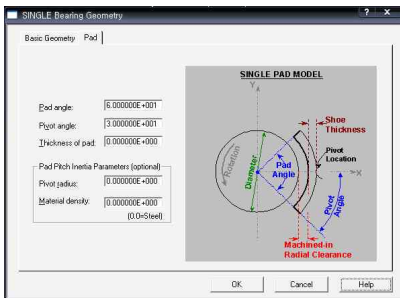 SINGLE Bearing Geometry
? X
Basic Geometry Pad
Pad angle: 6.000000E+001
Pivot angle: 3.000000E+001
Thickness of pad: 0.000000E+000
Pad Pitch Inertia Parameters (optional)
Pivot radius: 0.000000E+000
Material density: 0.000000E+000
(0.0=Steel)
SINGLE PAD MODEL
Y
Shoe
Thickness
Pivot
Location
X
Rotation
Diameter
Pad
Angle
Pivot
Angle
Machined-in
Radial Clearance
OK Cancel Help